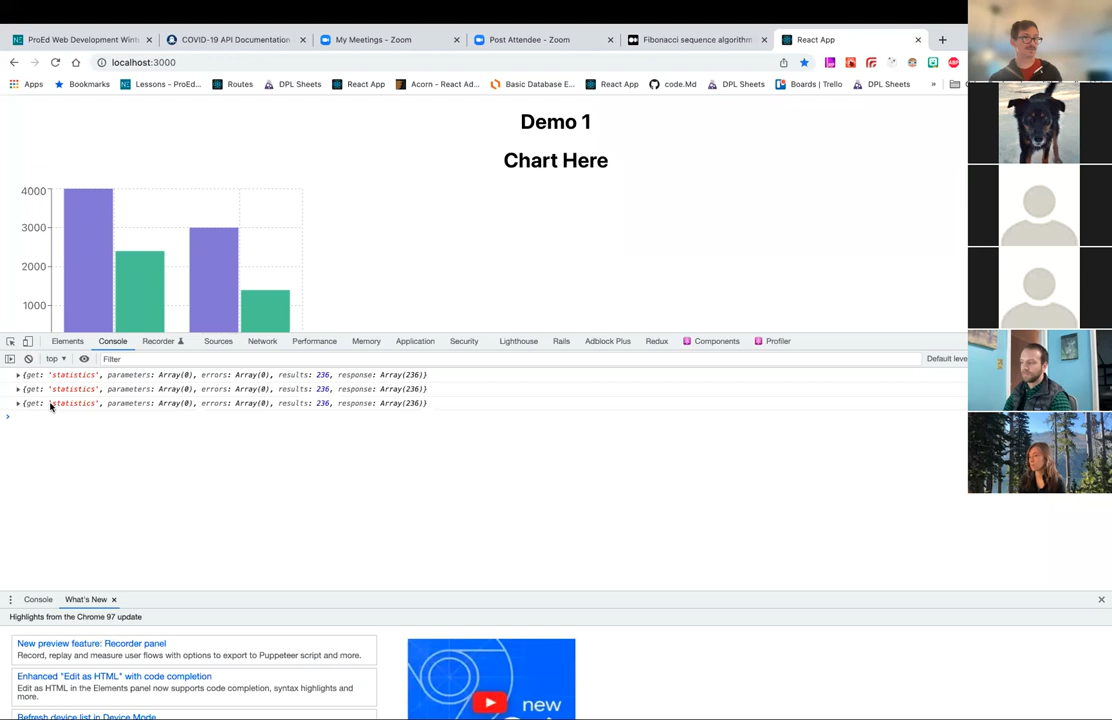 ProEd Web Development Wint
COVID-19 API Documentation
My Meetings - Zoom
Post Attendee - Zoom
Fibonacci sequence algorithm
React App
localhost:3000
Apps
Bookmarks
Lessons - ProEd...
Routes
DPL Sheets
React App
Acorn - React Ad...
Basic Database E...
React App
code.Md
DPL Sheets
Boards | Trello
DPL Sheets
»
Demo 1
Chart Here
4000
3000
2000
1000
Elements
Console
Recorder
Sources
Network
Performance
Memory
Application
Security
Lighthouse
Rails
Adblock Plus
Redux
Components
Profiler
top ▾
Filter
Default leve
{get: 'statistics', parameters: Array(0), errors: Array(0), results: 236, response: Array(236)}
{get: 'statistics', parameters: Array(0), errors: Array(0), results: 236, response: Array(236)}
{get: 'statistics', parameters: Array(0), errors: Array(0), results: 236, response: Array(236)}
Console
What's New
Highlights from the Chrome 97 update
New preview feature: Recorder panel
Record, replay and measure user flows with options to export to Puppeteer script and more.
Enhanced "Edit as HTML" with code completion
Edit as HTML in the Elements panel now supports code completion, syntax highlights and
more.
Refresh device list in Device Mode
new